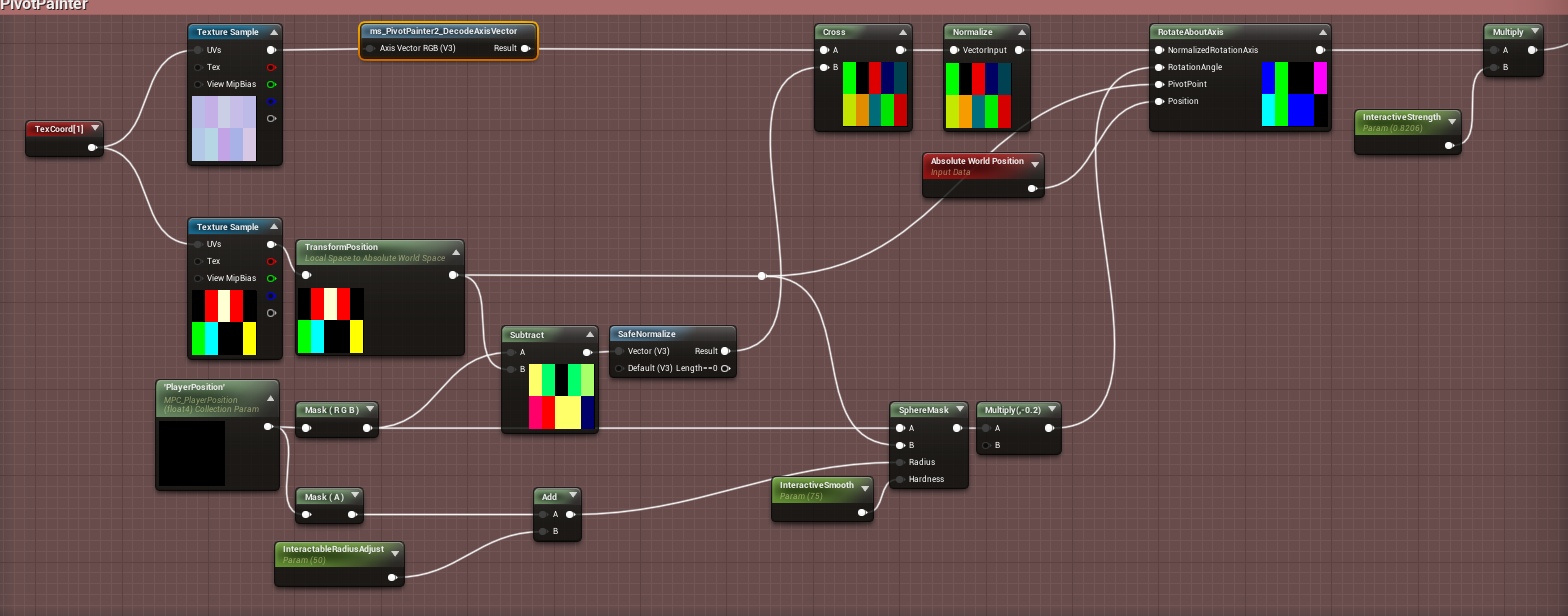 PivotPainter
Texture Sample
UVs
Tex
View MipBias
ms_PivotPainter2_DecodeAxisVector
Axis Vector RGB (V3) Result
Cross
A
B
Normalize
VectorInput
RotateAboutAxis
NormalizedRotationAxis
RotationAngle
PivotPoint
Position
Multiply
A
B
TexCoord[1]
InteractiveStrength
Param (0.8206)
Absolute World Position
Input Data
Texture Sample
UVs
Tex
View MipBias
TransformPosition
Local Space to Absolute World Space
Subtract
A
B
SafeNormalize
Vector (V3) Result
Default (V3) Length==0
'PlayerPosition'
MPC_PlayerPosition
(float4) Collection Param
Mask ( R G B )
SphereMask
A
B
Radius
Hardness
Multiply(,-0.2)
A
B
Mask ( A )
Add
A
B
InteractiveSmooth
Param (75)
InteractableRadiusAdjust
Param (50)